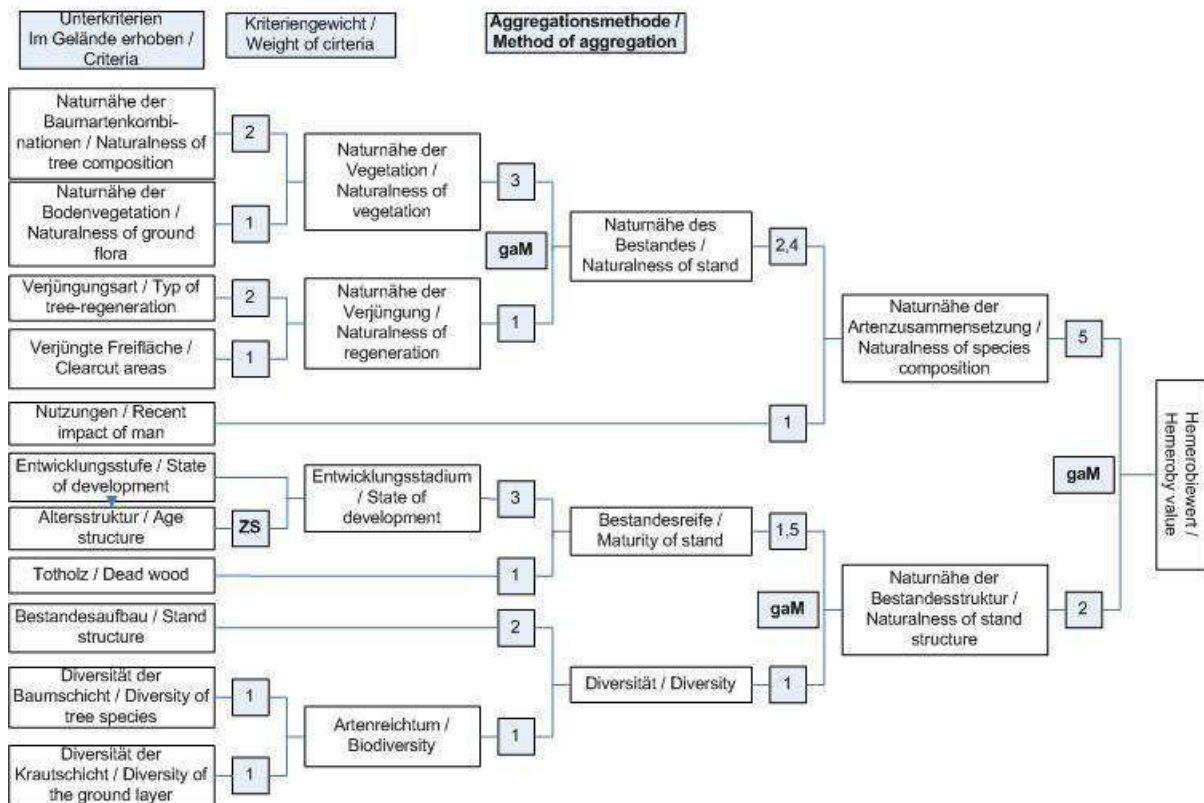 Unterkriterien
Im Gelände erhoben /
Criteria
Kriteriengewicht /
Weight of cirteria
Aggregationsmethode /
Method of aggregation
Naturnähe der
Baumartenkombi-
nationen / Naturalness of
tree composition
2
Naturnähe der
Bodenvegetation /
Naturalness of ground
flora
1
Naturnähe der
Vegetation /
Naturalness of
vegetation
3
Verjüngungsart / Typ of
tree-regeneration
2
Verjüngte Freifläche /
Clearcut areas
1
Naturnähe der
Verjüngung /
Naturalness of
regeneration
1
gaM
Naturnähe des
Bestandes /
Naturalness of stand
2,4
Nutzungen / Recent
impact of man
1
Naturnähe der
Artenzusammensetzung /
Naturalness of species
composition
5
Entwicklungsstufe / State
of development
Altersstruktur / Age
structure
ZS
Entwicklungsstadium
/ State of
development
3
Totholz / Dead wood
1
Bestandesreife /
Maturity of stand
1,5
Bestandesaufbau / Stand
structure
2
Diversität der
Baumschicht / Diversity of
tree species
1
Diversität der
Krautschicht / Diversity of
the ground layer
1
Artenreichtum /
Biodiversity
1
Diversität / Diversity
1
gaM
Naturnähe der
Bestandesstruktur /
Naturalness of stand
structure
2
gaM
Hemerobiewert /
Hemeroby value